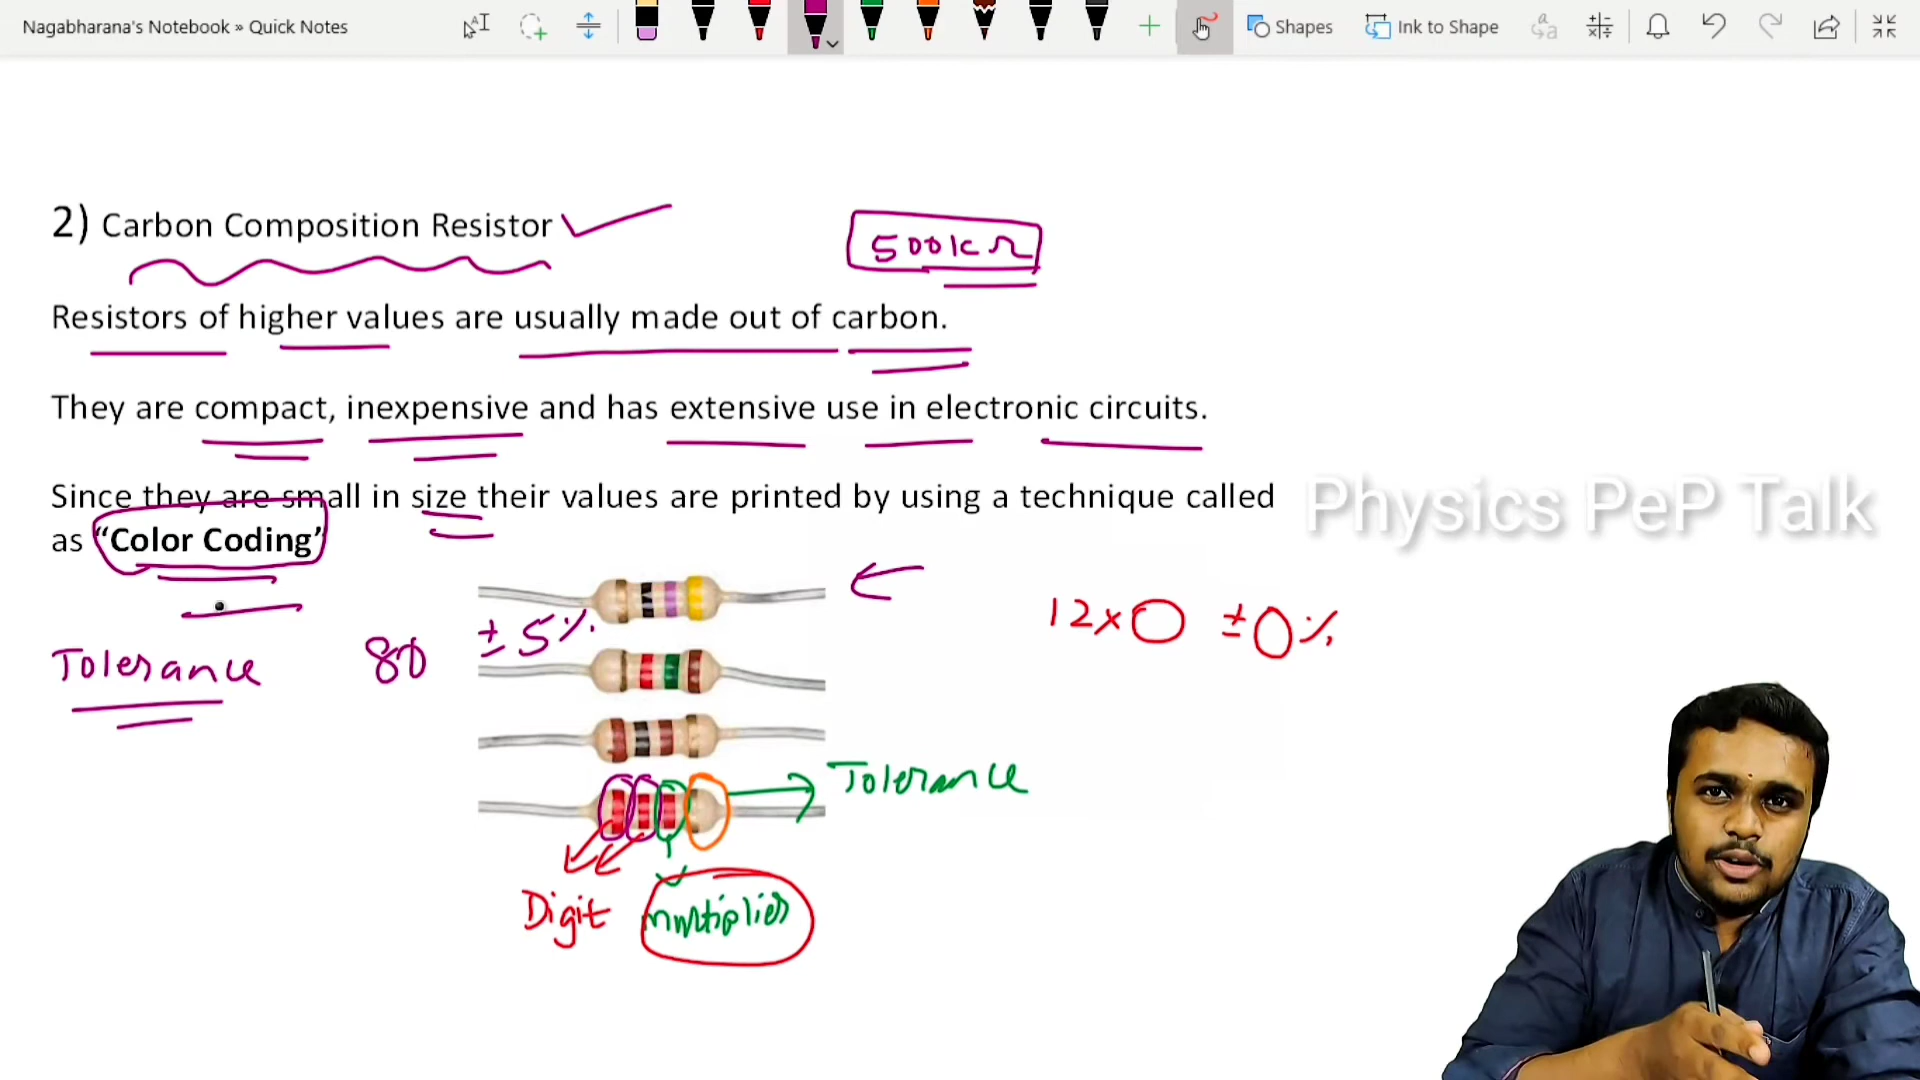 Nagabharana's Notebook » Quick Notes
Shapes
Ink to Shape
2) Carbon Composition Resistor
500kΩ
Resistors of higher values are usually made out of carbon.
They are compact, inexpensive and has extensive use in electronic circuits.
Since they are small in size their values are printed by using a technique called
as “Color Coding”
Physics PeP Talk
12x ± %
± 5%
Tolerance
80
Tolerance
Digit
multiplier